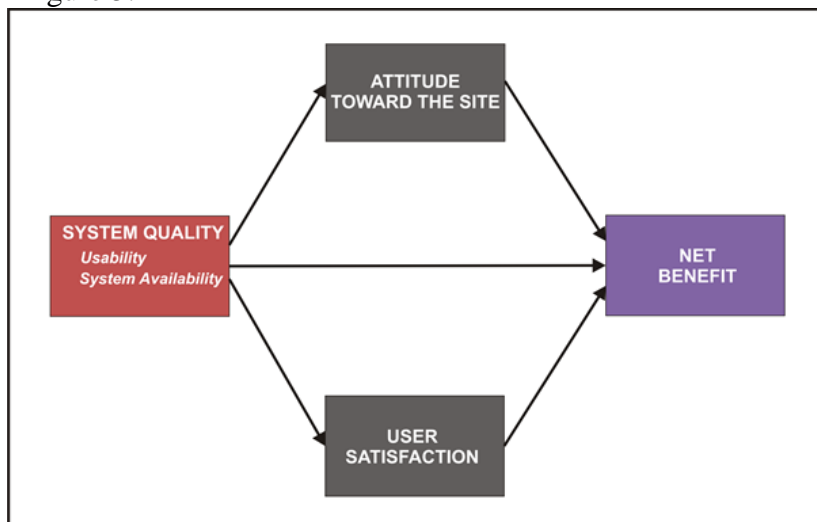 ATTITUDE
TOWARD THE SITE
SYSTEM QUALITY
Usability
System Availability
NET
BENEFIT
USER
SATISFACTION